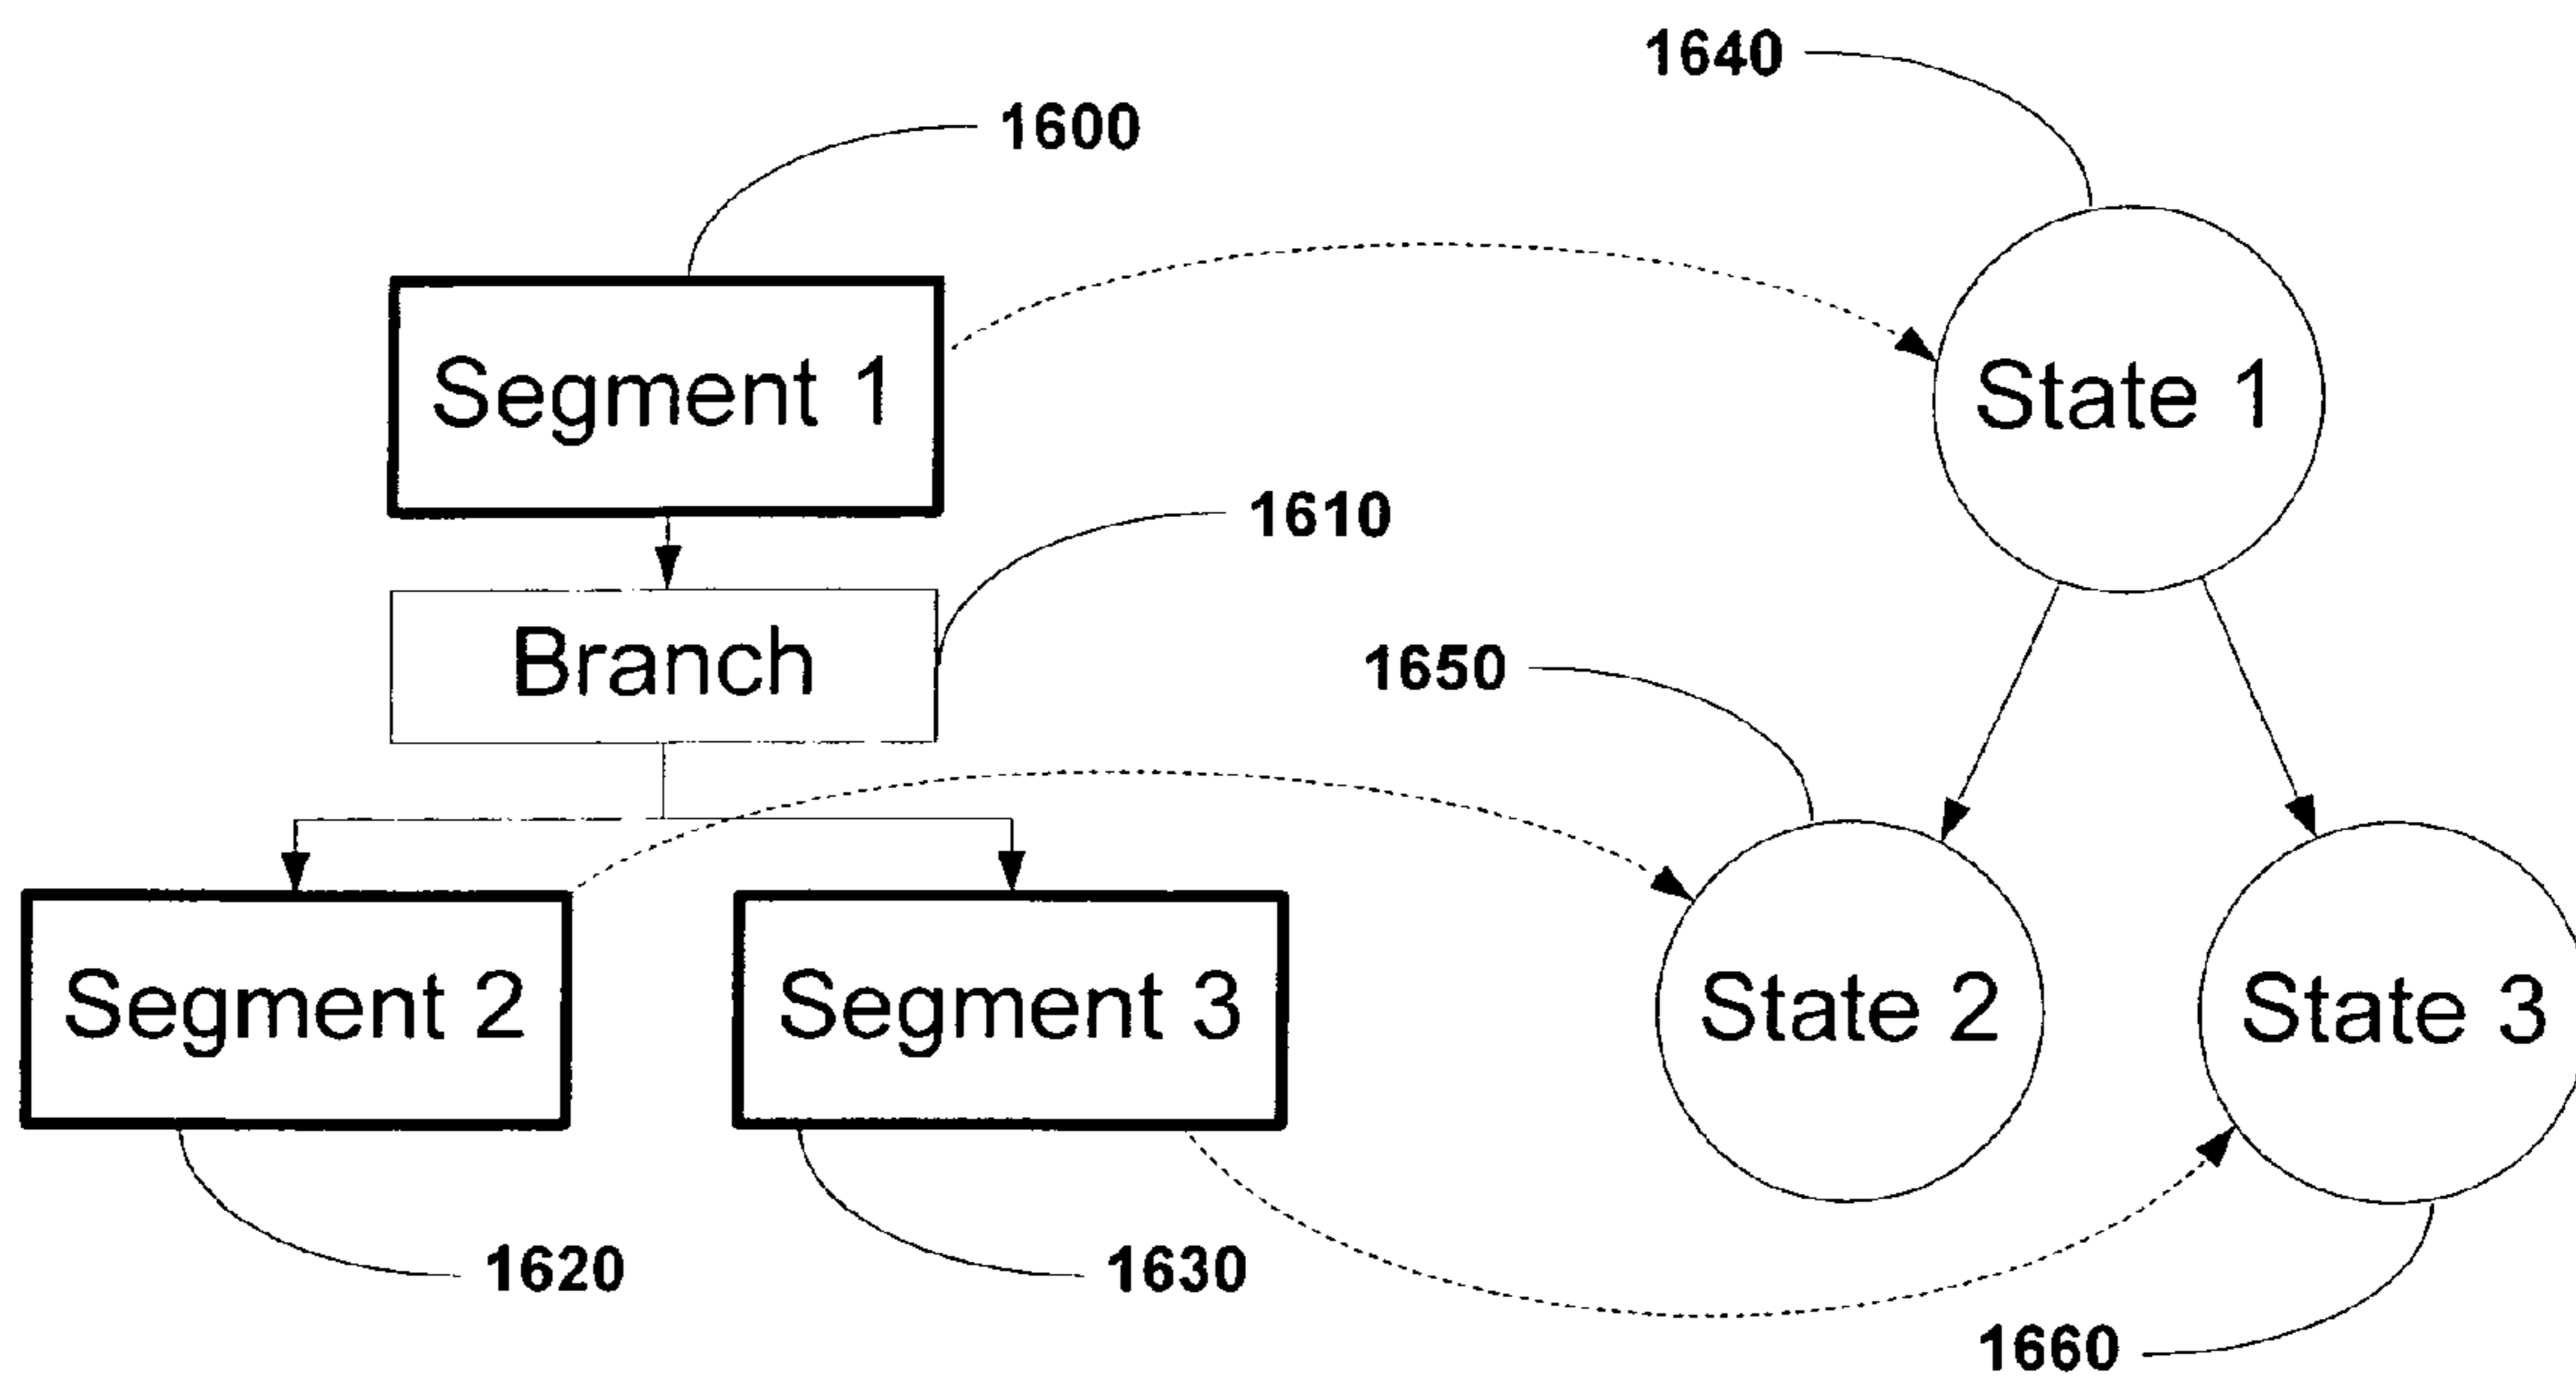 1640
1600
Segment 1
State 1
1610
Branch
1650
Segment 2
Segment 3
State 2
State 3
1620
1630
1660